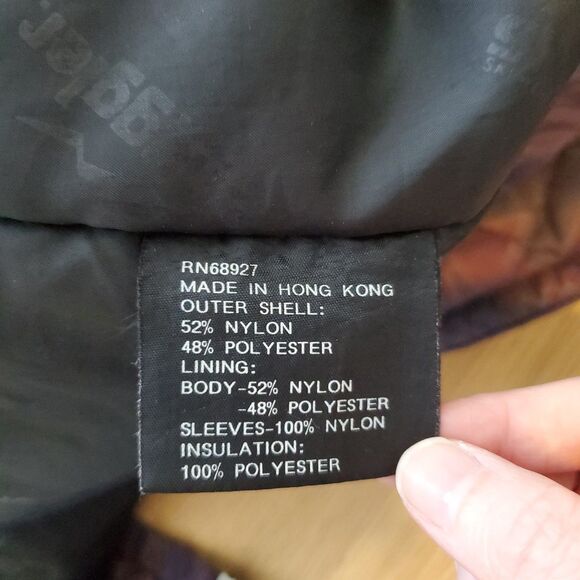 RN68927
MADE IN HONG KONG
OUTER SHELL:
52% NYLON
48% POLYESTER
LINING:
BODY-52% NYLON
-48% POLYESTER
SLEEVES-100% NYLON
INSULATION:
100% POLYESTER